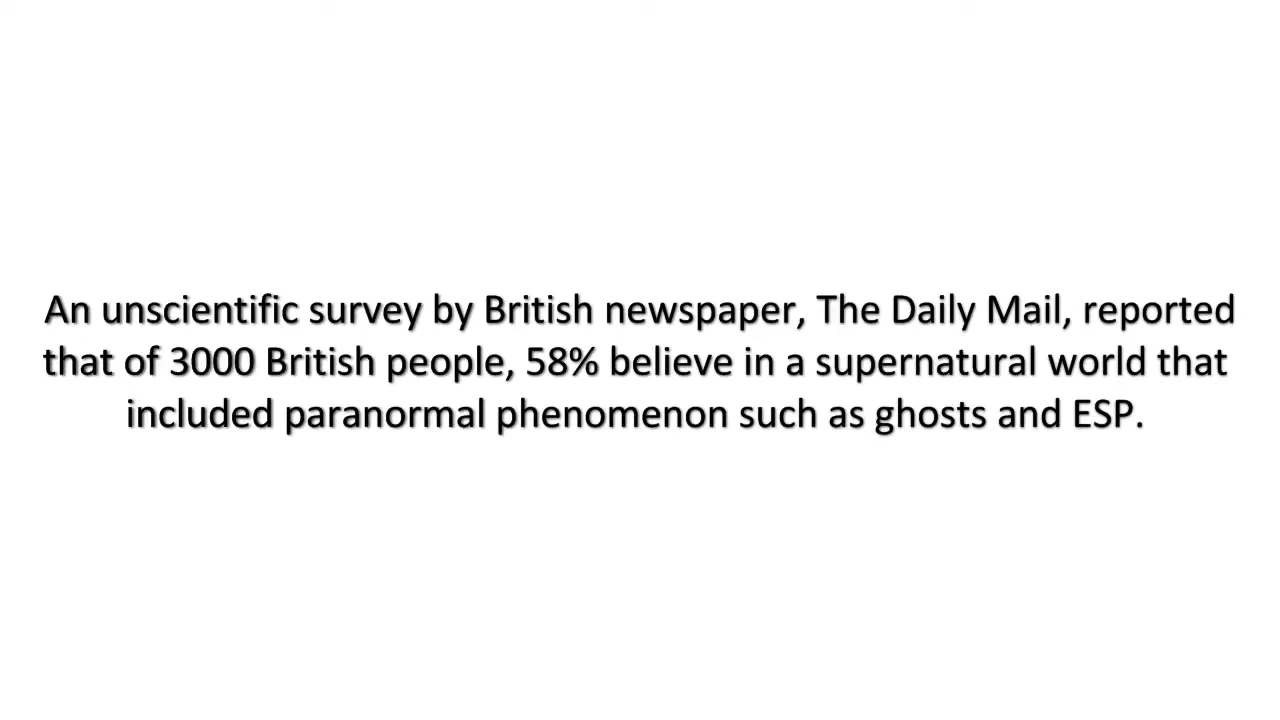 An unscientific survey by British newspaper, The Daily Mail, reported
that of 3000 British people, 58% believe in a supernatural world that
included paranormal phenomenon such as ghosts and ESP.